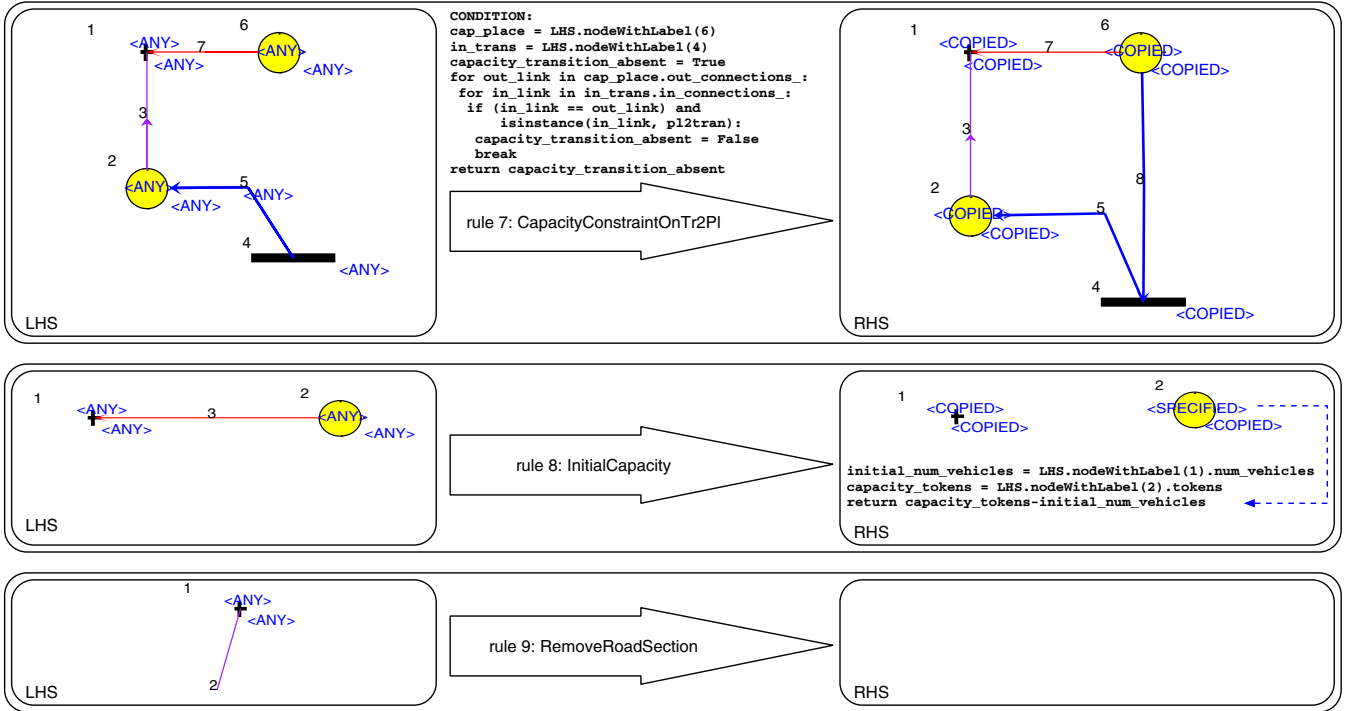 1
6
<ANY>
7
<ANY>
<ANY>
<ANY>
3
2
<ANY>
5
<ANY>
<ANY>
4
<ANY>
LHS
CONDITION:
cap_place = LHS.nodeWithLabel(6)
in_trans = LHS.nodeWithLabel(4)
capacity_transition_absent = True
for out_link in cap_place.out_connections_:
for in_link in in_trans.in_connections_:
if (in_link == out_link) and
isinstance(in_link, pl2tran):
capacity_transition_absent = False
break
return capacity_transition_absent
rule 7: CapacityConstraintOnTr2Pl
1
6
<COPIED>
7
<COPIED>
<COPIED>
<COPIED>
3
8
2
<COPIED>
5
<COPIED>
4
<COPIED>
RHS
1
2
<ANY>
3
<ANY>
<ANY>
<ANY>
LHS
rule 8: InitialCapacity
1
2
<COPIED>
<SPECIFIED>
<COPIED>
<COPIED>
initial_num_vehicles = LHS.nodeWithLabel(1).num_vehicles
capacity_tokens = LHS.nodeWithLabel(2).tokens
return capacity_tokens-initial_num_vehicles
RHS
1
<ANY>
<ANY>
2
LHS
rule 9: RemoveRoadSection
RHS